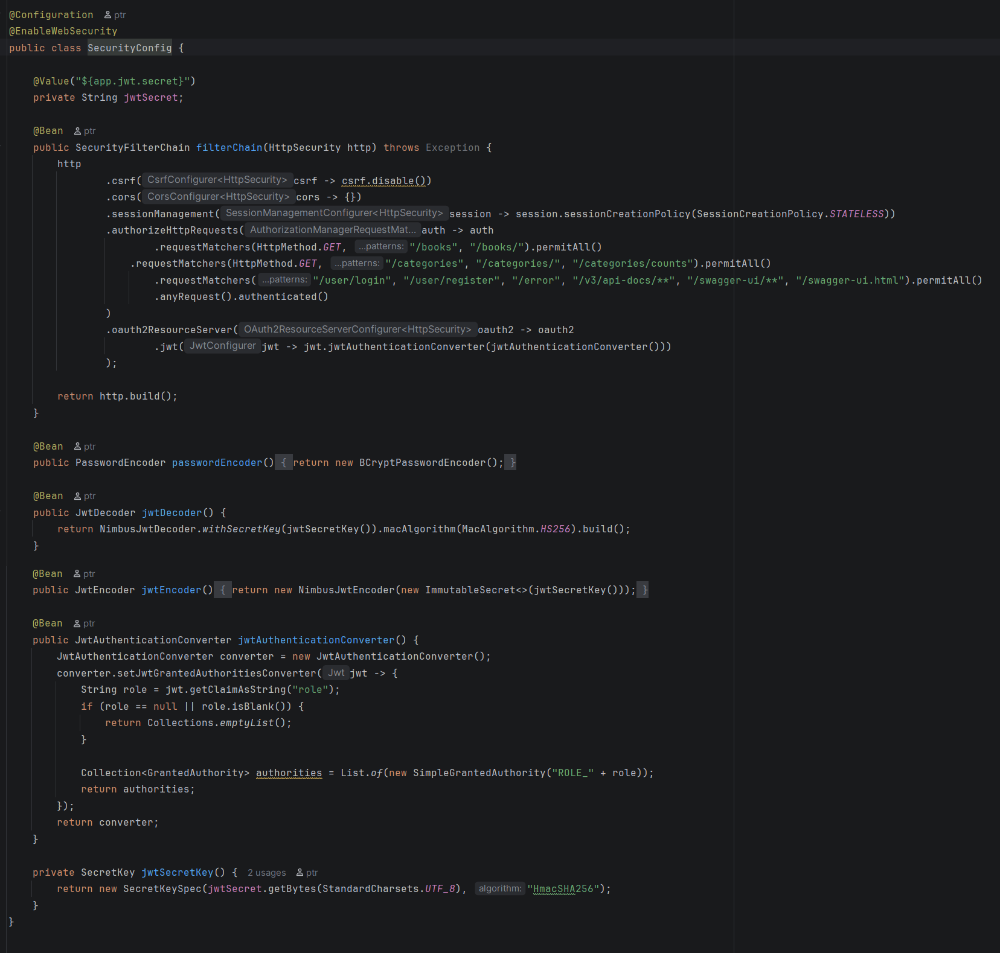 @Configuration ptr
@EnableWebSecurity
public class SecurityConfig {
@Value("${app.jwt.secret}")
private String jwtSecret;
@Bean ptr
public SecurityFilterChain filterChain(HttpSecurity http) throws Exception {
http
.csrf( CsrfConfigurer<HttpSecurity> csrf -> csrf.disable())
.cors( CorsConfigurer<HttpSecurity> cors -> {})
.sessionManagement( SessionManagementConfigurer<HttpSecurity> session -> session.sessionCreationPolicy(SessionCreationPolicy.STATELESS))
.authorizeHttpRequests( AuthorizationManagerRequestMat... auth -> auth
.requestMatchers(HttpMethod.GET, ...patterns: "/books", "/books/").permitAll()
.requestMatchers(HttpMethod.GET, ...patterns: "/categories", "/categories/", "/categories/counts").permitAll()
.requestMatchers( ...patterns: "/user/login", "/user/register", "/error", "/v3/api-docs/**", "/swagger-ui/**", "/swagger-ui.html").permitAll()
.anyRequest().authenticated()
)
.oauth2ResourceServer( OAuth2ResourceServerConfigurer<HttpSecurity> oauth2 -> oauth2
.jwt( JwtConfigurer jwt -> jwt.jwtAuthenticationConverter(jwtAuthenticationConverter()))
);
return http.build();
}
@Bean ptr
public PasswordEncoder passwordEncoder() { return new BCryptPasswordEncoder(); }
@Bean ptr
public JwtDecoder jwtDecoder() {
return NimbusJwtDecoder.withSecretKey(jwtSecretKey()).macAlgorithm(MacAlgorithm.HS256).build();
}
@Bean ptr
public JwtEncoder jwtEncoder() { return new NimbusJwtEncoder(new ImmutableSecret<>(jwtSecretKey())); }
@Bean ptr
public JwtAuthenticationConverter jwtAuthenticationConverter() {
JwtAuthenticationConverter converter = new JwtAuthenticationConverter();
converter.setJwtGrantedAuthoritiesConverter( Jwt jwt -> {
String role = jwt.getClaimAsString("role");
if (role == null || role.isBlank()) {
return Collections.emptyList();
}
Collection<GrantedAuthority> authorities = List.of(new SimpleGrantedAuthority("ROLE_" + role));
return authorities;
});
return converter;
}
private SecretKey jwtSecretKey() { 2 usages ptr
return new SecretKeySpec(jwtSecret.getBytes(StandardCharsets.UTF_8), algorithm: "HmacSHA256");
}
}